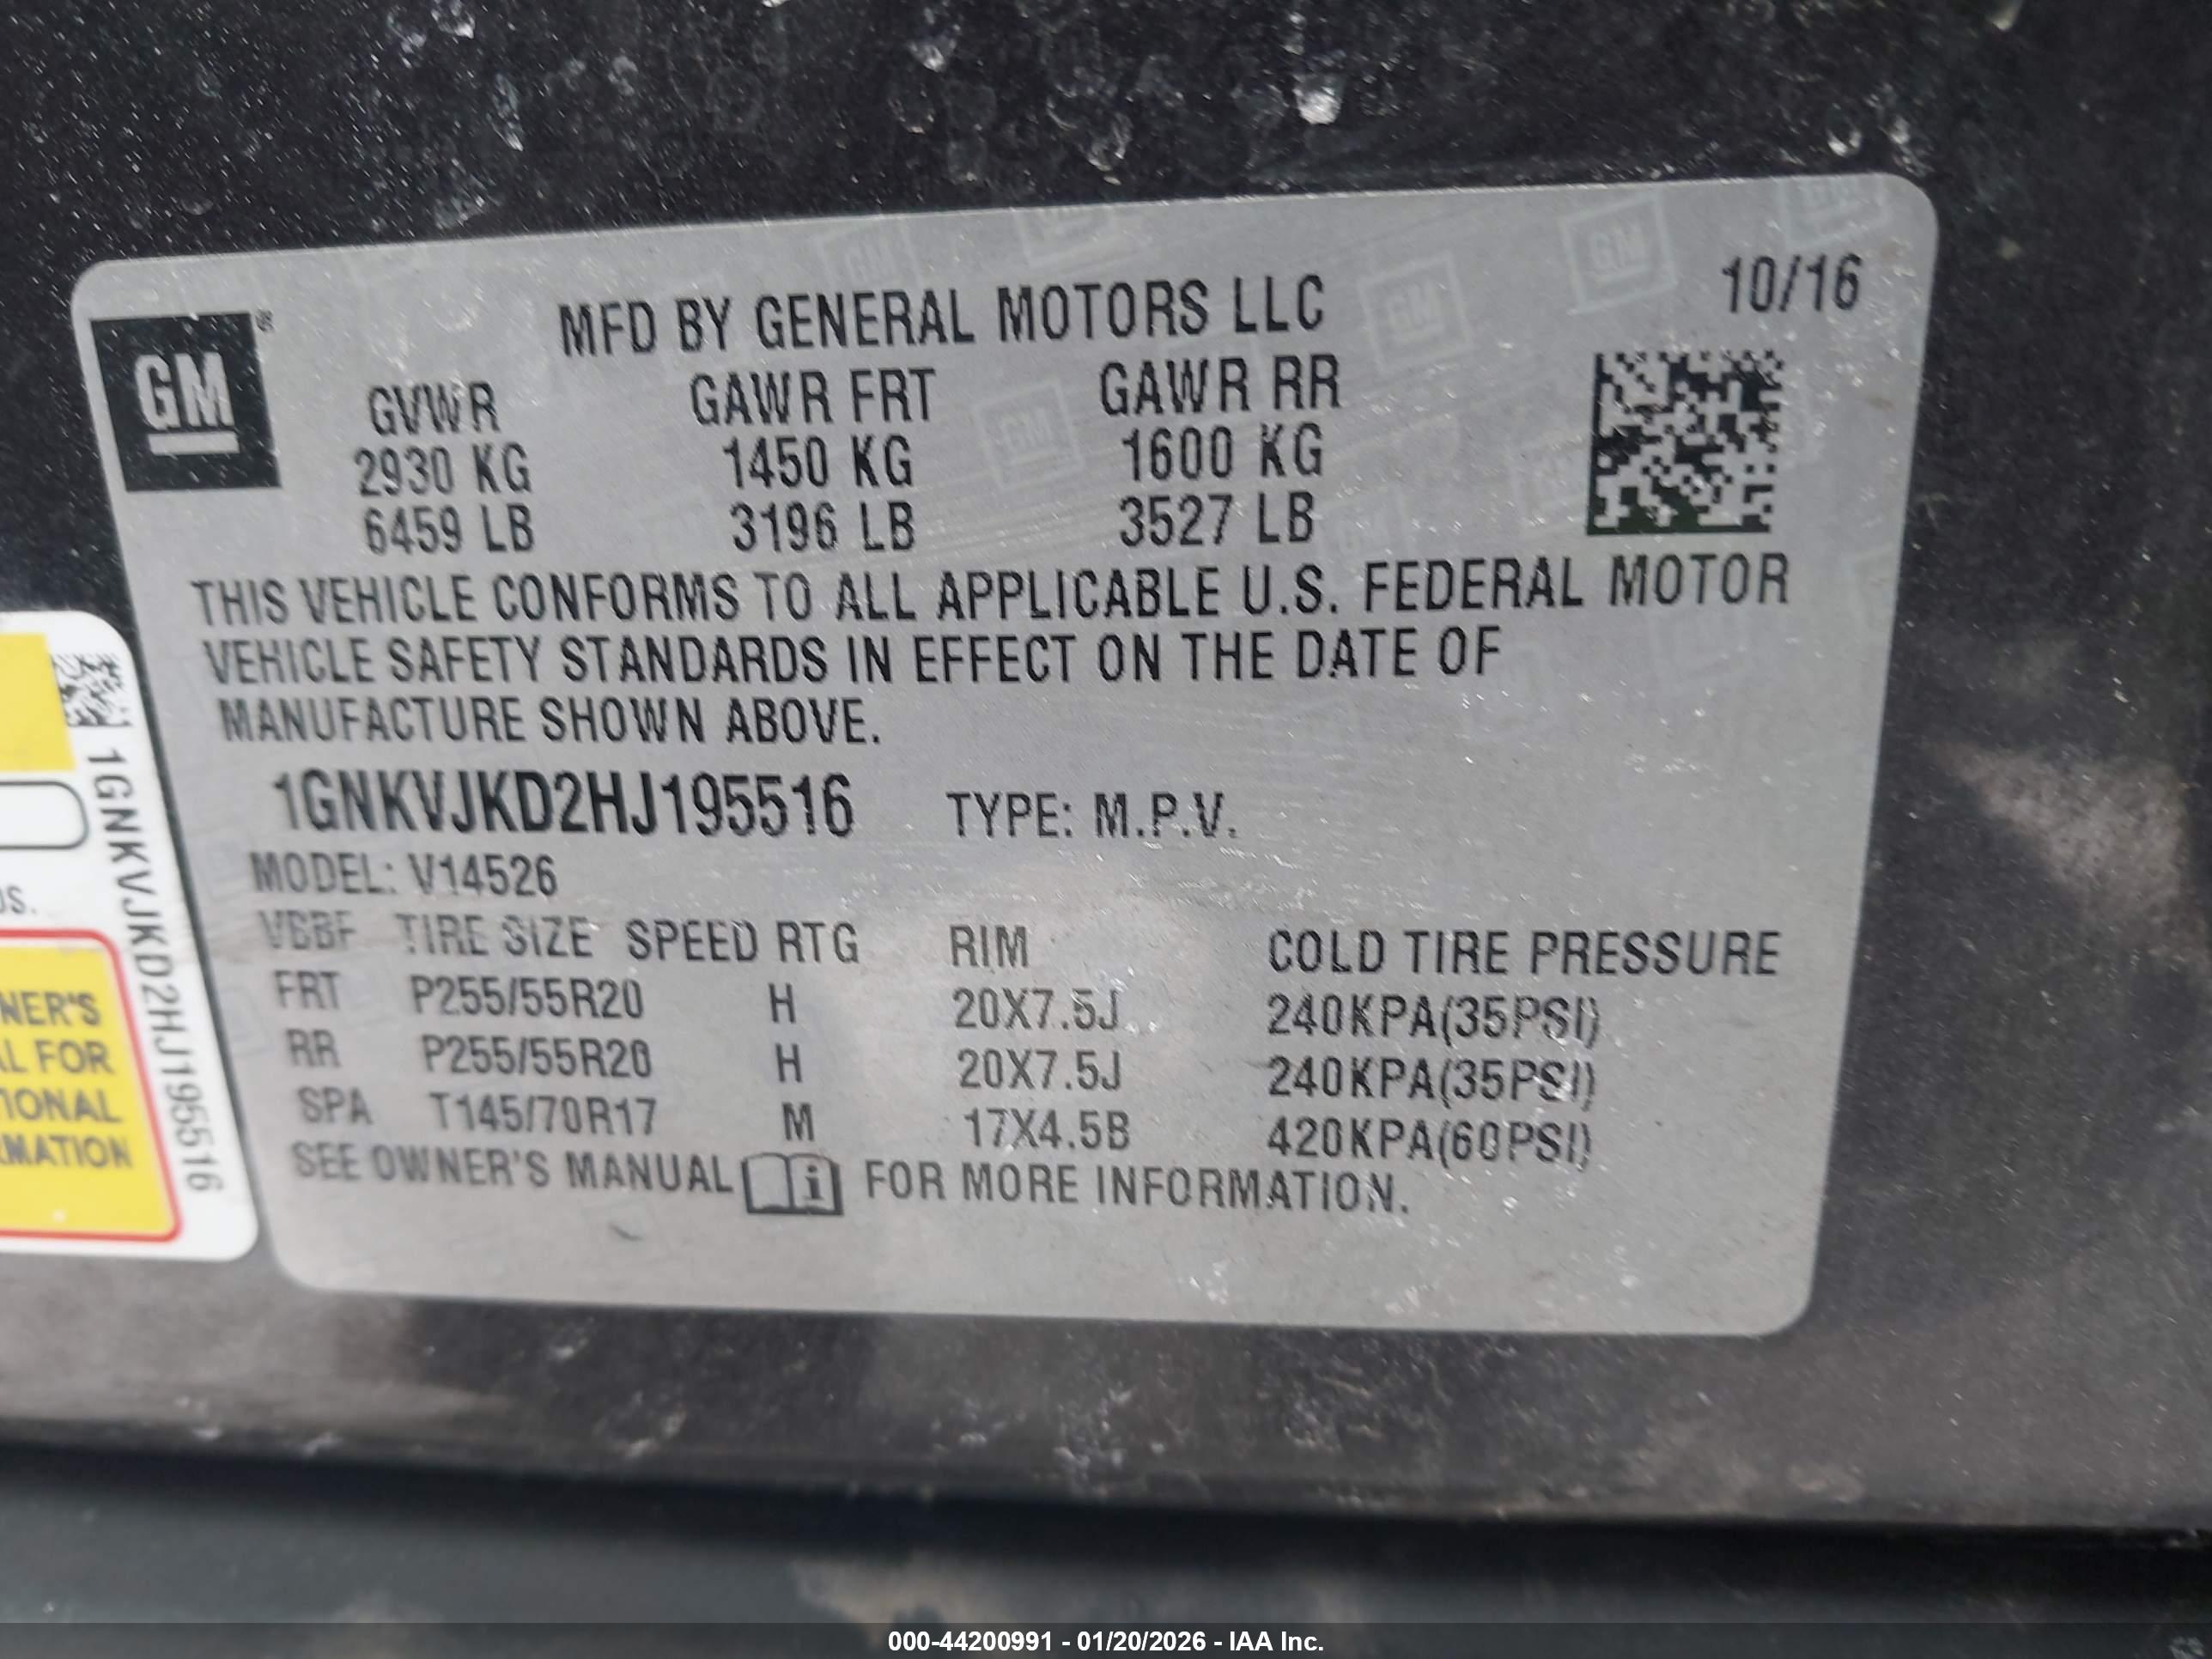 GM
MFD BY GENERAL MOTORS LLC
10/16
GVWR GAWR FRT GAWR RR
2930 KG 1450 KG 1600 KG
6459 LB 3196 LB 3527 LB
THIS VEHICLE CONFORMS TO ALL APPLICABLE U.S. FEDERAL MOTOR
VEHICLE SAFETY STANDARDS IN EFFECT ON THE DATE OF
MANUFACTURE SHOWN ABOVE.
1GNKVJKD2HJ195516 TYPE: M.P.V.
MODEL: V14526
TIRE SIZE SPEED RTG RIM COLD TIRE PRESSURE
FRT P255/55R20 H 20X7.5J 240KPA(35PSI)
RR P255/55R20 H 20X7.5J 240KPA(35PSI)
SPA T145/70R17 M 17X4.5B 420KPA(60PSI)
SEE OWNER'S MANUAL i FOR MORE INFORMATION.
1GNKVJKD2HJ195516
NER'S
L FOR
IONAL
MATION
000-44200991 - 01/20/2026 - IAA Inc.